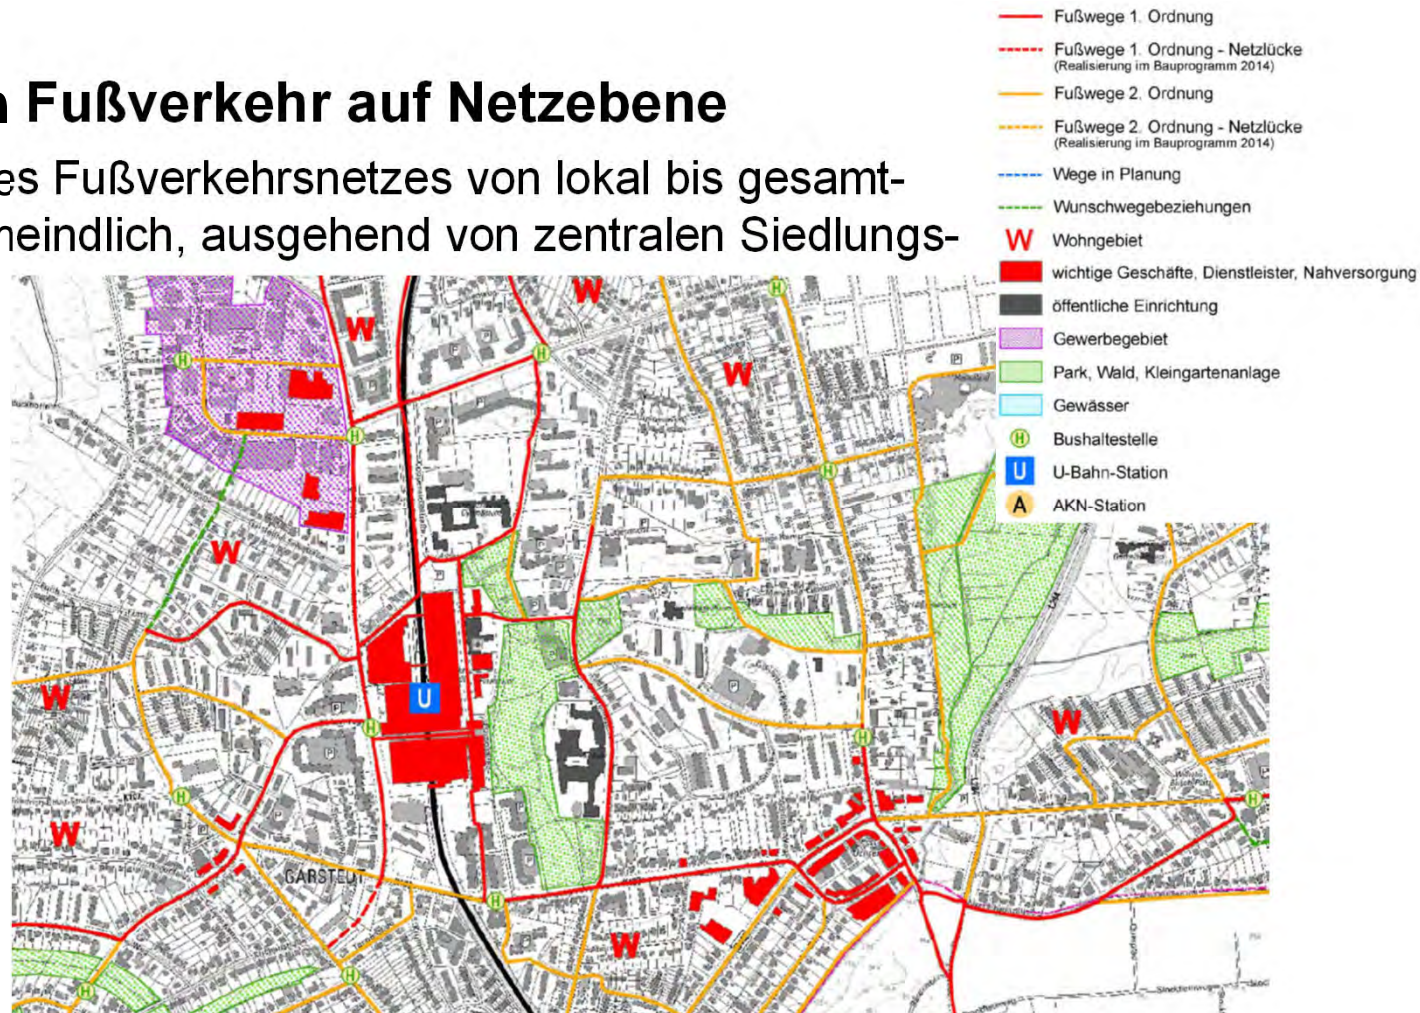 Fußverkehr auf Netzebene
es Fußverkehrsnetzes von lokal bis gesamt-
neindlich, ausgehend von zentralen Siedlungs-
Fußwege 1. Ordnung
Fußwege 1. Ordnung - Netzlücke
(Realisierung im Bauprogramm 2014)
Fußwege 2. Ordnung
Fußwege 2. Ordnung - Netzlücke
(Realisierung im Bauprogramm 2014)
Wege in Planung
Wunschwegebeziehungen
W Wohngebiet
wichtige Geschäfte, Dienstleister, Nahversorgung
öffentliche Einrichtung
Gewerbegebiet
Park, Wald, Kleingartenanlage
Gewässer
H Bushaltestelle
U U-Bahn-Station
A AKN-Station
W
W
W
H
H
H
H
H
W
W
U
H
H
W
W
H
H
GARSTEDT
H
W
H
H